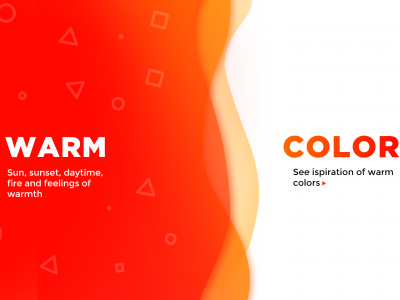 WARM
Sun, sunset, daytime,
fire and feelings of
warmth
COLOR
See ispiration of warm
colors